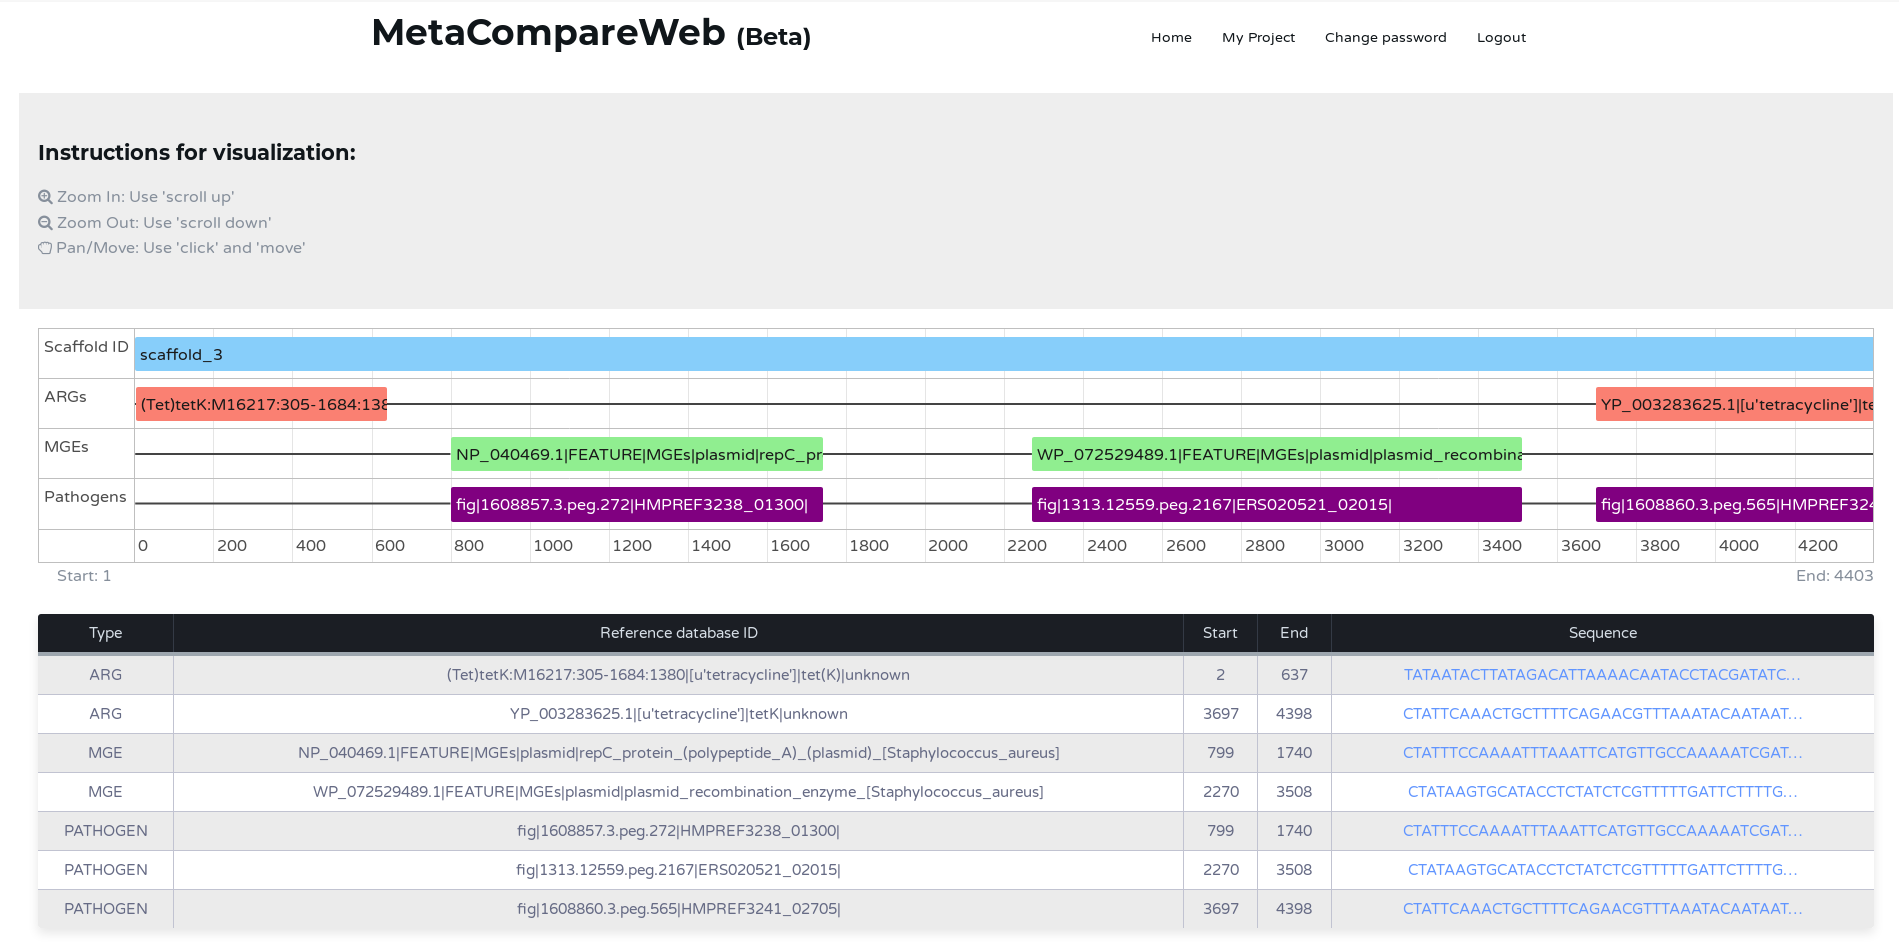 MetaCompareWeb (Beta)
Home My Project Change password Logout
Instructions for visualization:
Zoom In: Use 'scroll up'
Zoom Out: Use 'scroll down'
Pan/Move: Use 'click' and 'move'
Scaffold ID scaffold_3
ARGs (Tet)tetK:M16217:305-1684:138 YP_003283625.1|[u'tetracycline']|te
MGEs NP_040469.1|FEATURE|MGEs|plasmid|repC_pr WP_072529489.1|FEATURE|MGEs|plasmid|plasmid_recombina
Pathogens fig|1608857.3.peg.272|HMPREF3238_01300| fig|1313.12559.peg.2167|ERS020521_02015| fig|1608860.3.peg.565|HMPREF324
0 200 400 600 800 1000 1200 1400 1600 1800 2000 2200 2400 2600 2800 3000 3200 3400 3600 3800 4000 4200
Start: 1 End: 4403
Type Reference database ID Start End Sequence
ARG (Tet)tetK:M16217:305-1684:1380|[u'tetracycline']|tet(K)|unknown 2 637 TATAATACTTATAGACATTAAAACAATACCTACGATATC...
ARG YP_003283625.1|[u'tetracycline']|tetK|unknown 3697 4398 CTATTCAAACTGCTTTTCAGAACGTTTAAATACAATAAT...
MGE NP_040469.1|FEATURE|MGEs|plasmid|repC_protein_(polypeptide_A)_(plasmid)_[Staphylococcus_aureus] 799 1740 CTATTTCCAAAATTTAAATTCATGTTGCCAAAAATCGAT...
MGE WP_072529489.1|FEATURE|MGEs|plasmid|plasmid_recombination_enzyme_[Staphylococcus_aureus] 2270 3508 CTATAAGTGCATACCTCTATCTCGTTTTTGATTCTTTTG...
PATHOGEN fig|1608857.3.peg.272|HMPREF3238_01300| 799 1740 CTATTTCCAAAATTTAAATTCATGTTGCCAAAAATCGAT...
PATHOGEN fig|1313.12559.peg.2167|ERS020521_02015| 2270 3508 CTATAAGTGCATACCTCTATCTCGTTTTTGATTCTTTTG...
PATHOGEN fig|1608860.3.peg.565|HMPREF3241_02705| 3697 4398 CTATTCAAACTGCTTTTCAGAACGTTTAAATACAATAAT...